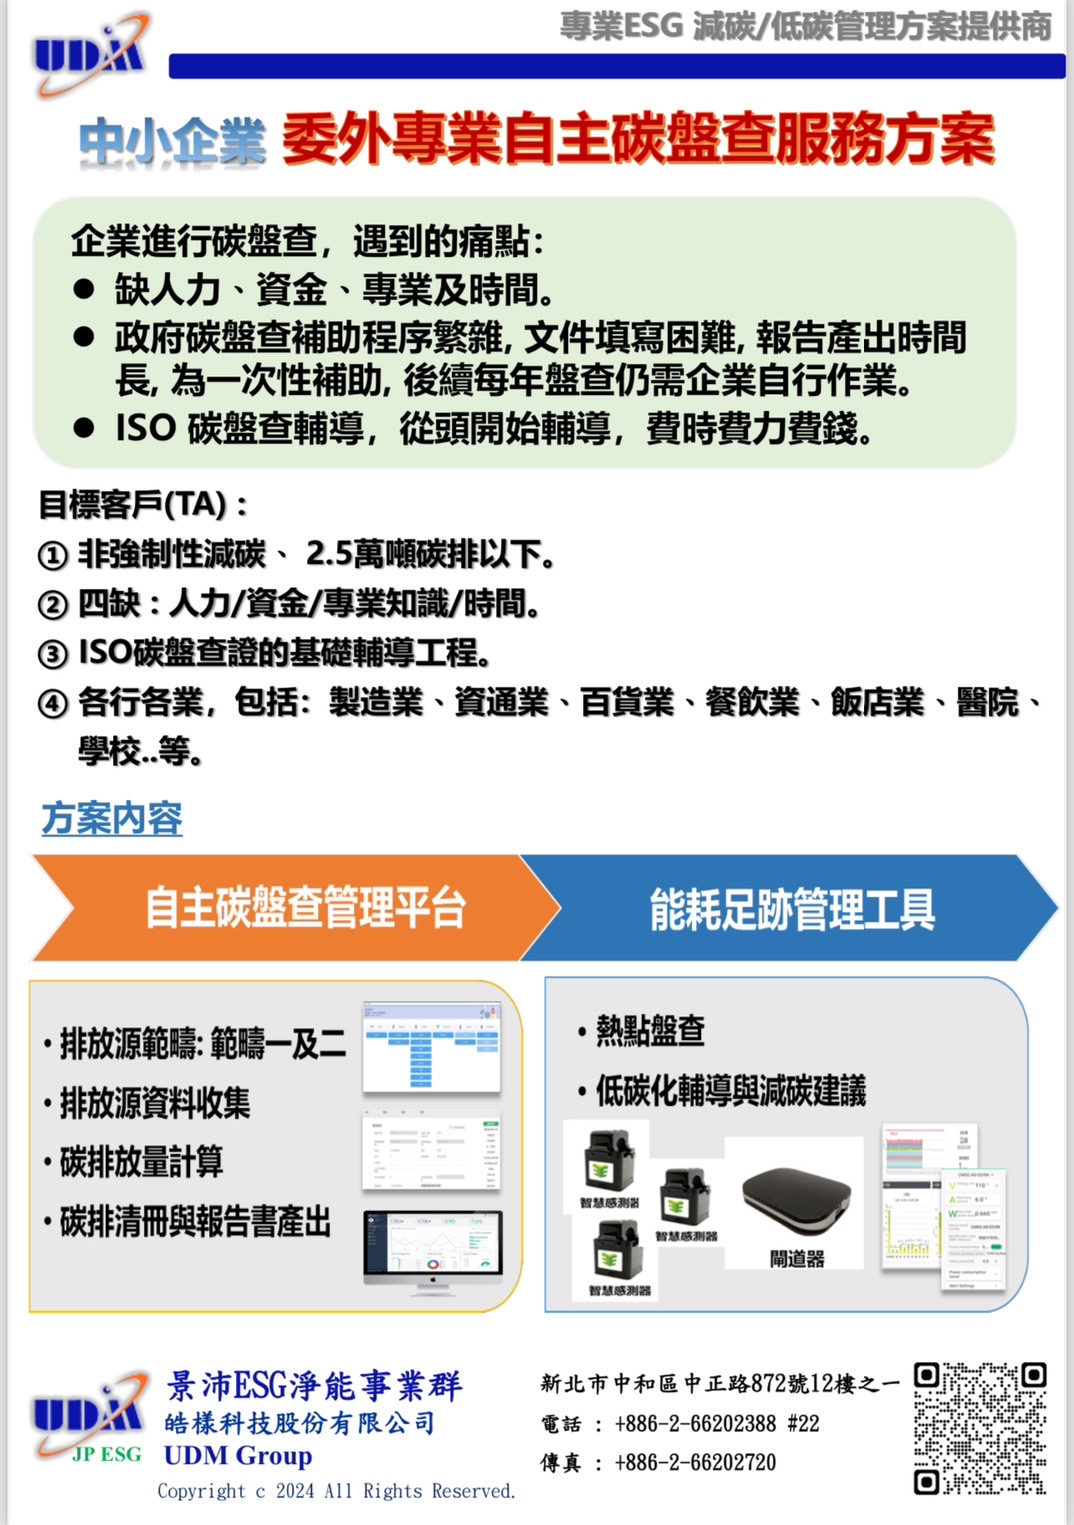 UDM
專業ESG 減碳/低碳管理方案提供商
中小企業 委外專業自主碳盤查服務方案
企業進行碳盤查，遇到的痛點：
● 缺人力、資金、專業及時間。
● 政府碳盤查補助程序繁雜, 文件填寫困難, 報告產出時間
長, 為一次性補助, 後續每年盤查仍需企業自行作業。
● ISO 碳盤查輔導，從頭開始輔導，費時費力費錢。
目標客戶(TA)：
① 非強制性減碳、 2.5萬噸碳排以下。
② 四缺：人力/資金/專業知識/時間。
③ ISO碳盤查證的基礎輔導工程。
④ 各行各業，包括：製造業、資通業、百貨業、餐飲業、飯店業、醫院、
學校..等。
方案內容
自主碳盤查管理平台
能耗足跡管理工具
・排放源範疇: 範疇一及二
・排放源資料收集
・碳排放量計算
・碳排清冊與報告書產出
・熱點盤查
・低碳化輔導與減碳建議
智慧感測器
智慧感測器
智慧感測器
閘道器
UDM
JP ESG
景沛ESG淨能事業群
皓樣科技股份有限公司
UDM Group
Copyright c 2024 All Rights Reserved.
新北市中和區中正路872號12樓之一
電話 : +886-2-66202388 #22
傳真 : +886-2-66202720